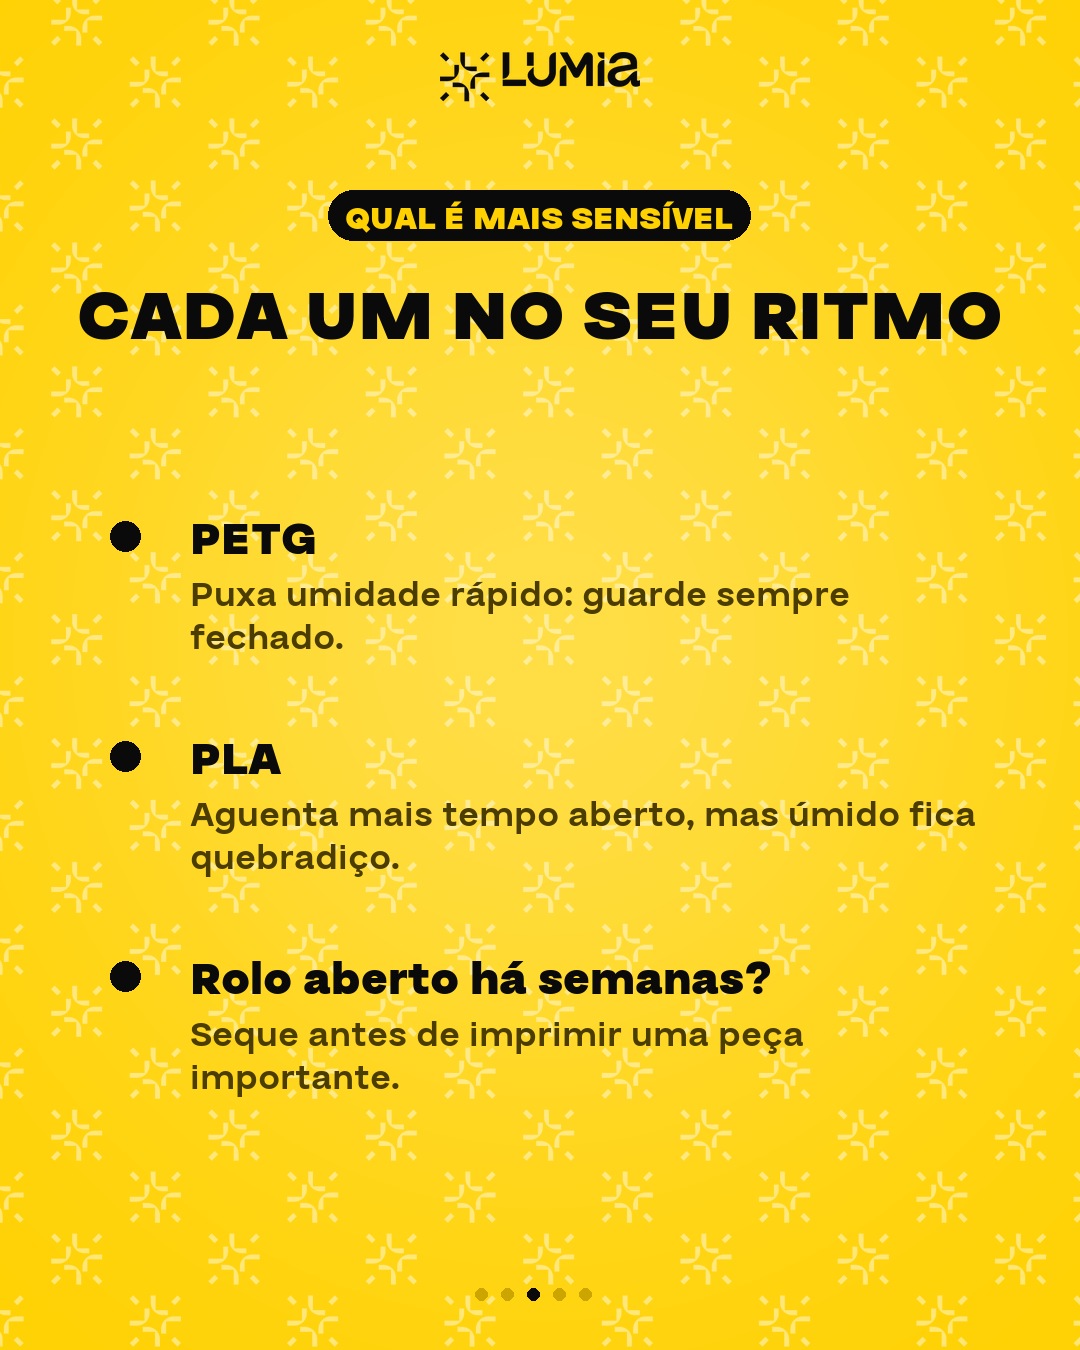 LUMia
QUAL É MAIS SENSÍVEL
CADA UM NO SEU RITMO
PETG
Puxa umidade rápido: guarde sempre
fechado.
PLA
Aguenta mais tempo aberto, mas úmido fica
quebradiço.
Rolo aberto há semanas?
Seque antes de imprimir uma peça
importante.